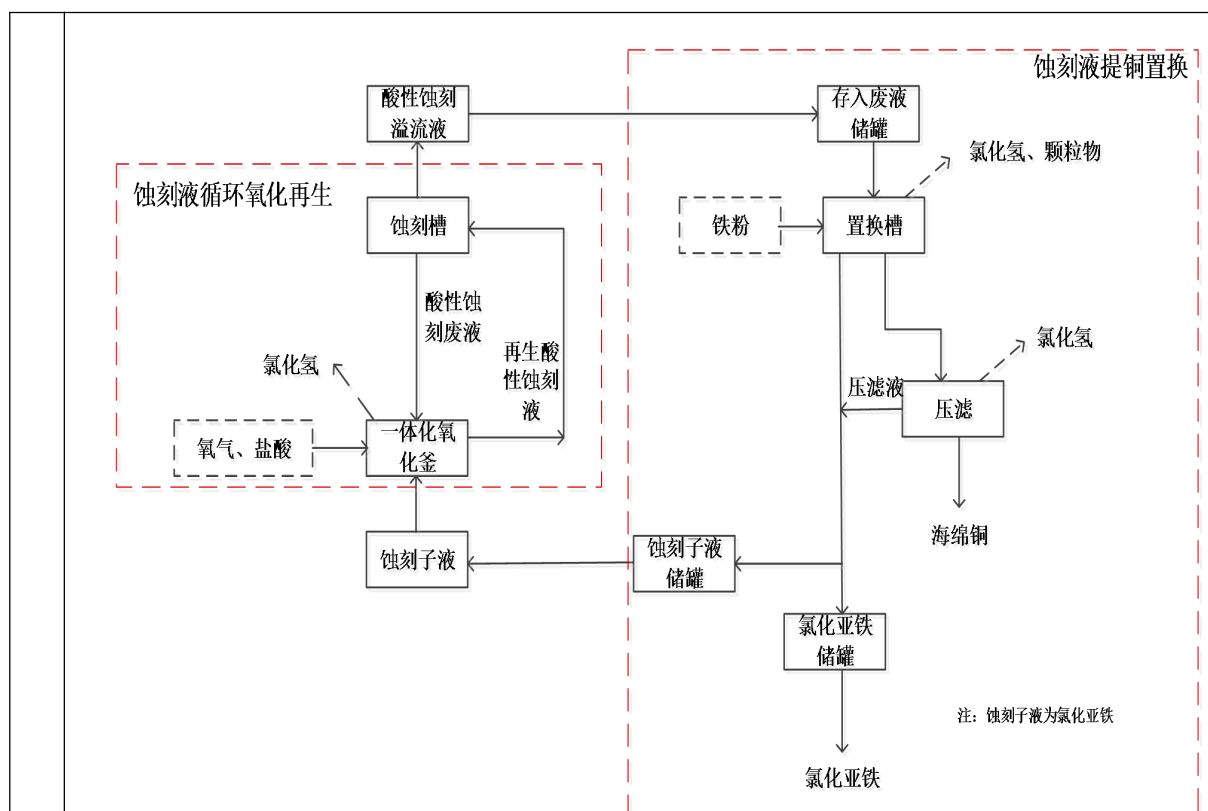 蚀刻液提铜置换
酸性蚀刻
溢流液
存入废液
储罐
氯化氢、颗粒物
蚀刻液循环氧化再生
蚀刻槽
铁粉
置换槽
酸性蚀
刻废液
再生酸
性蚀刻
液
氯化氢
氯化氢
压滤液
压滤
氧气、盐酸
一体化氧
化釜
海绵铜
蚀刻子液
蚀刻子液
储罐
氯化亚铁
储罐
注：蚀刻子液为氯化亚铁
氯化亚铁